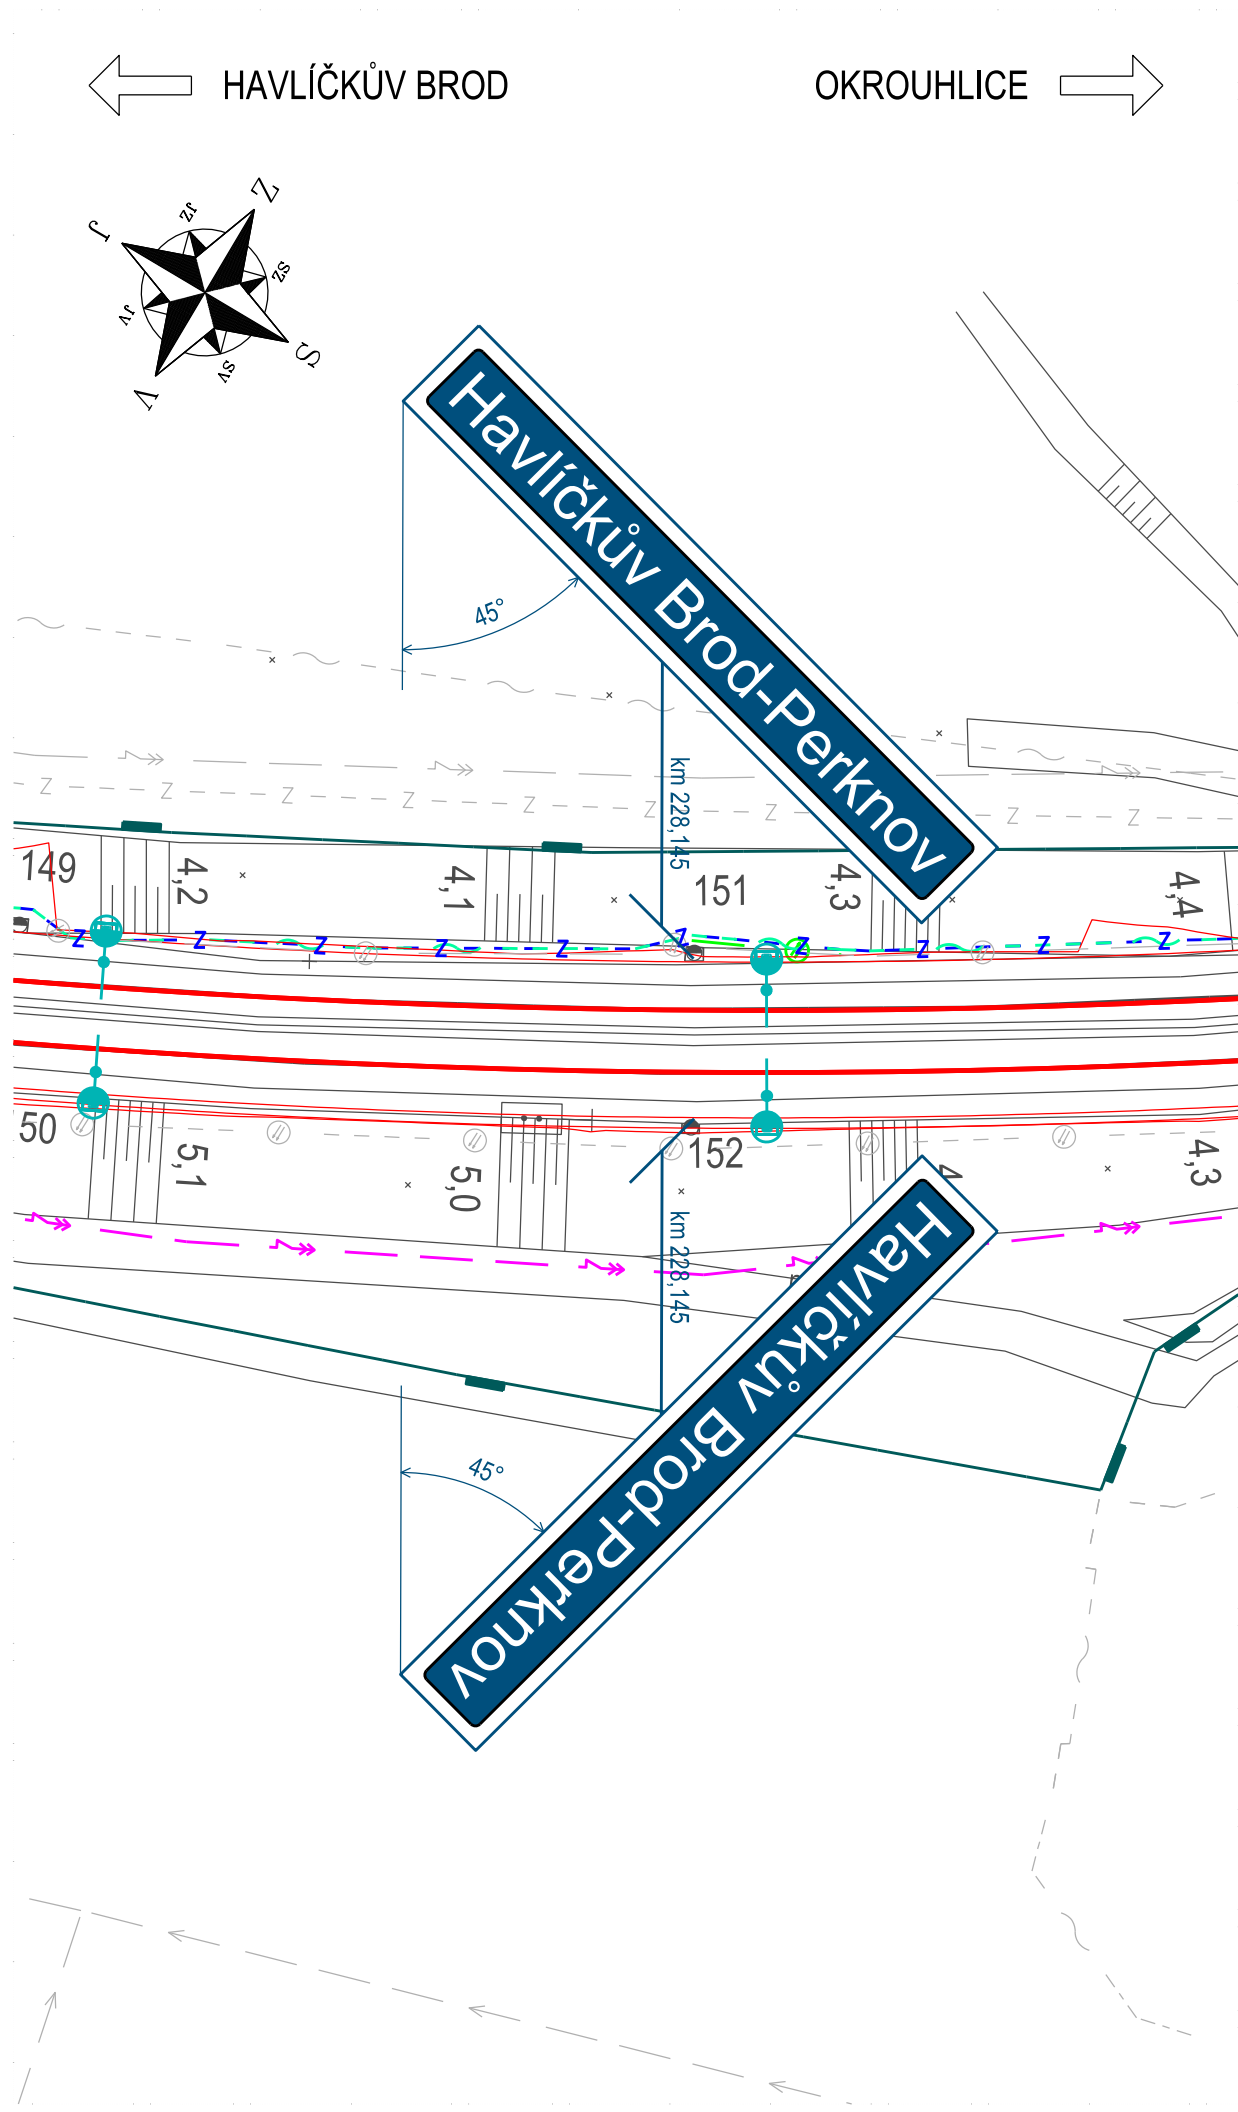 HAVLÍČKŮV BROD
OKROUHLICE
Z
JZ
J
SZ
JV
S
SV
V
Havlíčkův Brod-Perknov
45°
km 228,145
Z Z Z Z Z Z Z Z Z Z
149
4,2
4,1
151
4,3
4,4
Z Z Z Z Z Z Z Z Z Z
50
5,1
5,0
152
4
4,3
km 228,145
Havlíčkův Brod-Perknov
45°